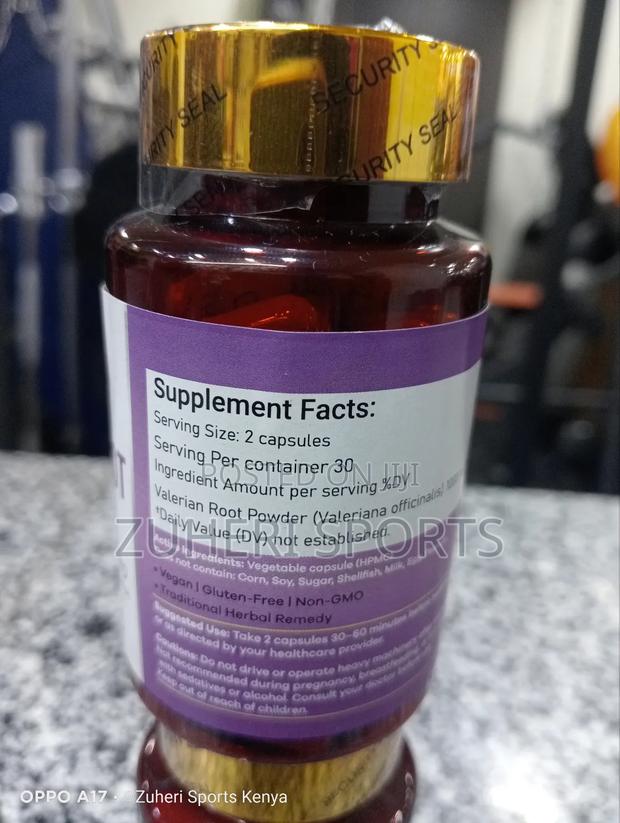 SECURITY SEAL
SECURITY SEAL
URITY SEAL
T
Supplement Facts:
Serving Size: 2 capsules
Serving Per container 30
Ingredient Amount per serving %DV
Valerian Root Powder (Valeriana officinalis)
*Daily Value (DV) not established.
Ingredients: Vegetable capsule (HPMC
not contain: Corn, Soy, Sugar, Shellfish, Milk,
• Vegan | Gluten-Free | Non-GMO
• Traditional Herbal Remedy
Suggested Use: Take 2 capsules 30–60 minutes
or as directed by your healthcare provider.
Cautions: Do not drive or operate heavy machinery
Not recommended during pregnancy, breastfeeding,
with sedatives or alcohol. Consult your doctor before
Keep out of reach of children.
POSTED ON JIJI
ZUHERI SPORTS
OPPO A17 · Zuheri Sports Kenya